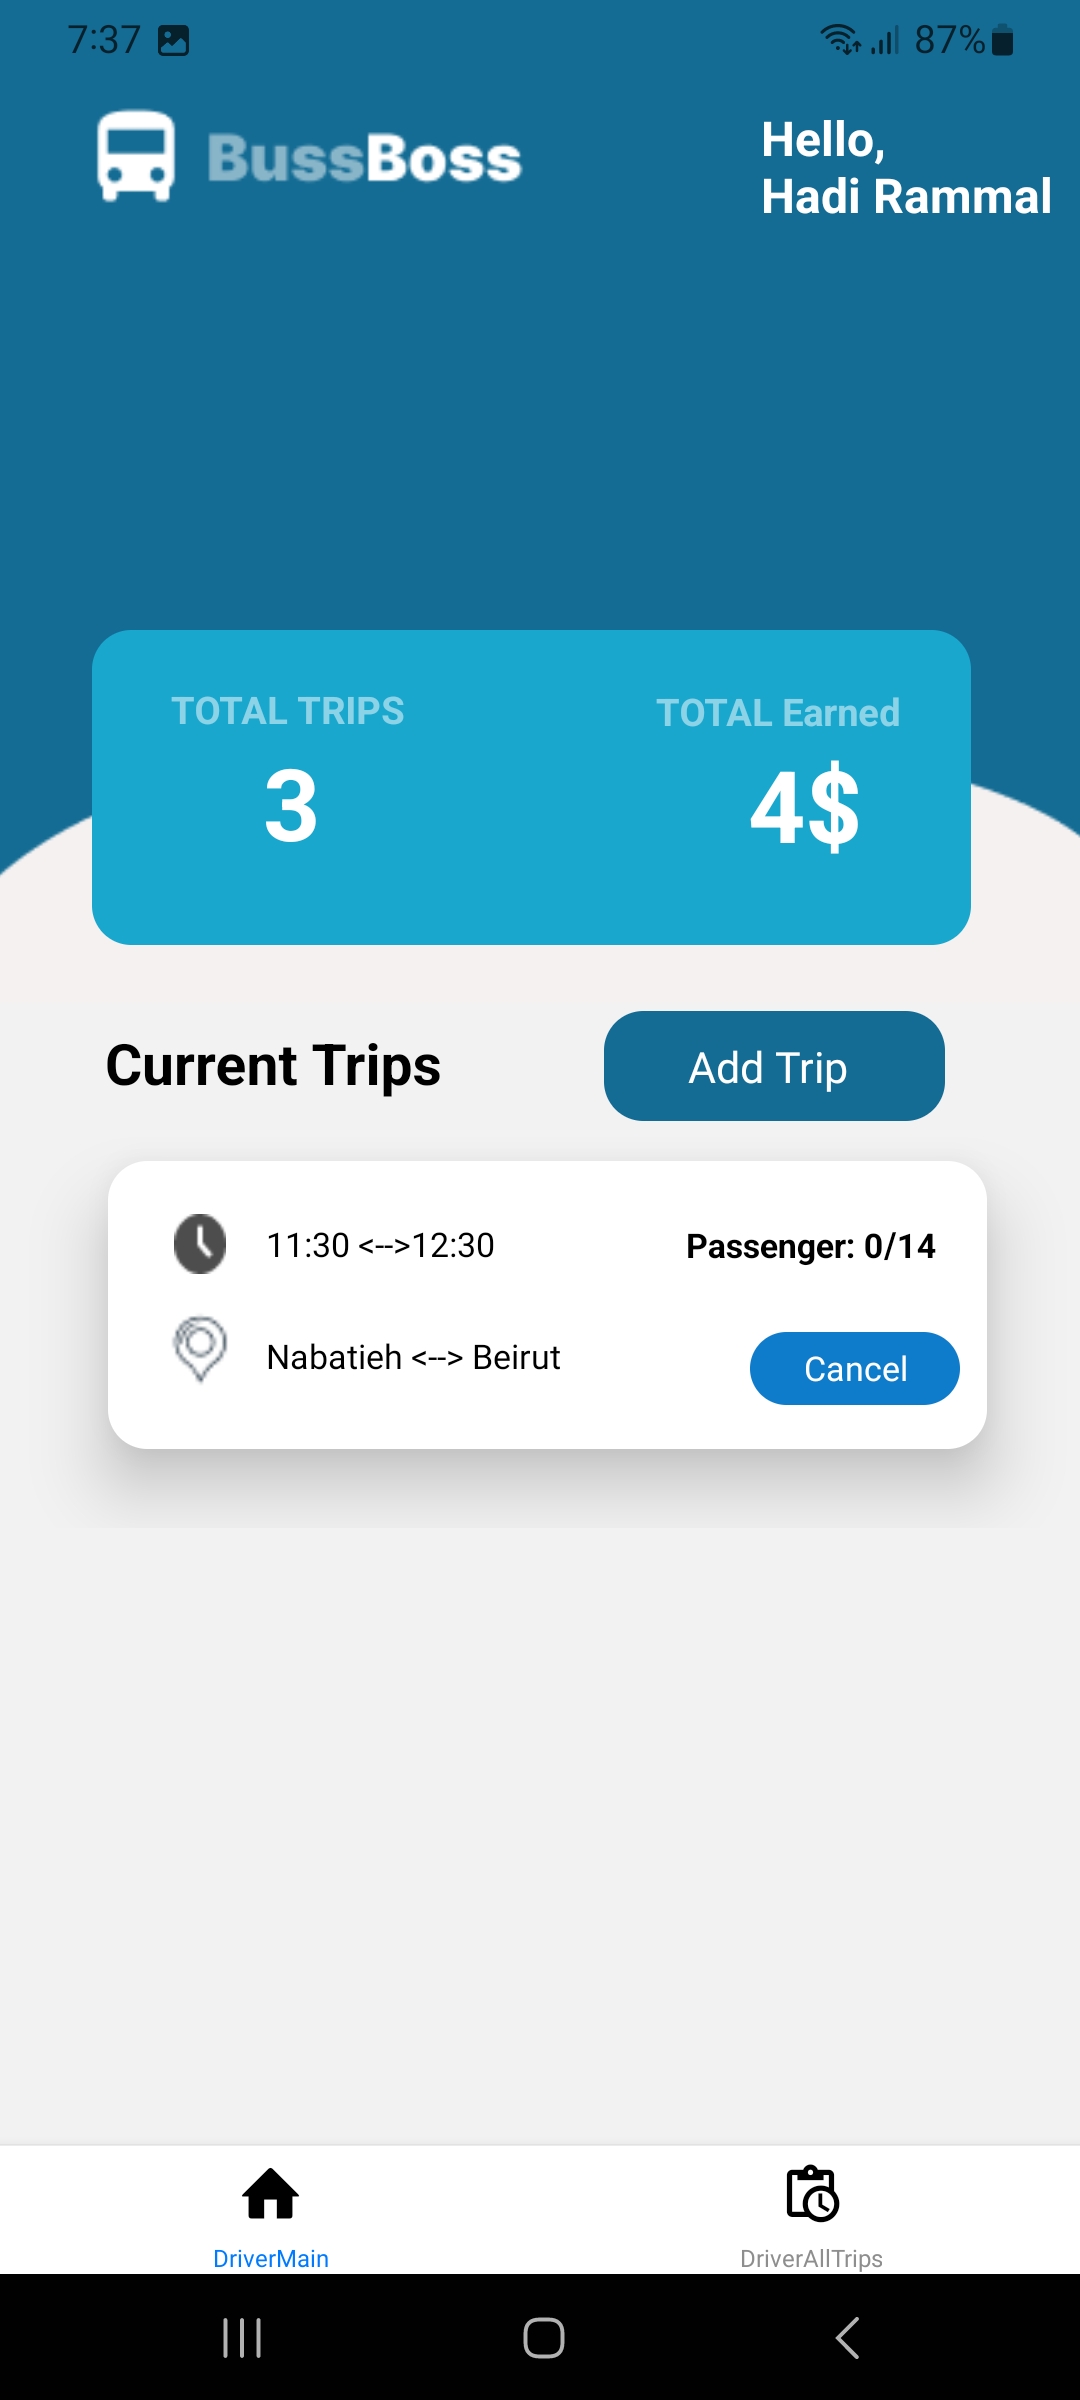 7:37
87%
BussBoss
Hello,
Hadi Rammal
TOTAL TRIPS
3
TOTAL Earned
4$
Current Trips
Add Trip
11:30 <-->12:30
Passenger: 0/14
Nabatieh <--> Beirut
Cancel
DriverMain
DriverAllTrips